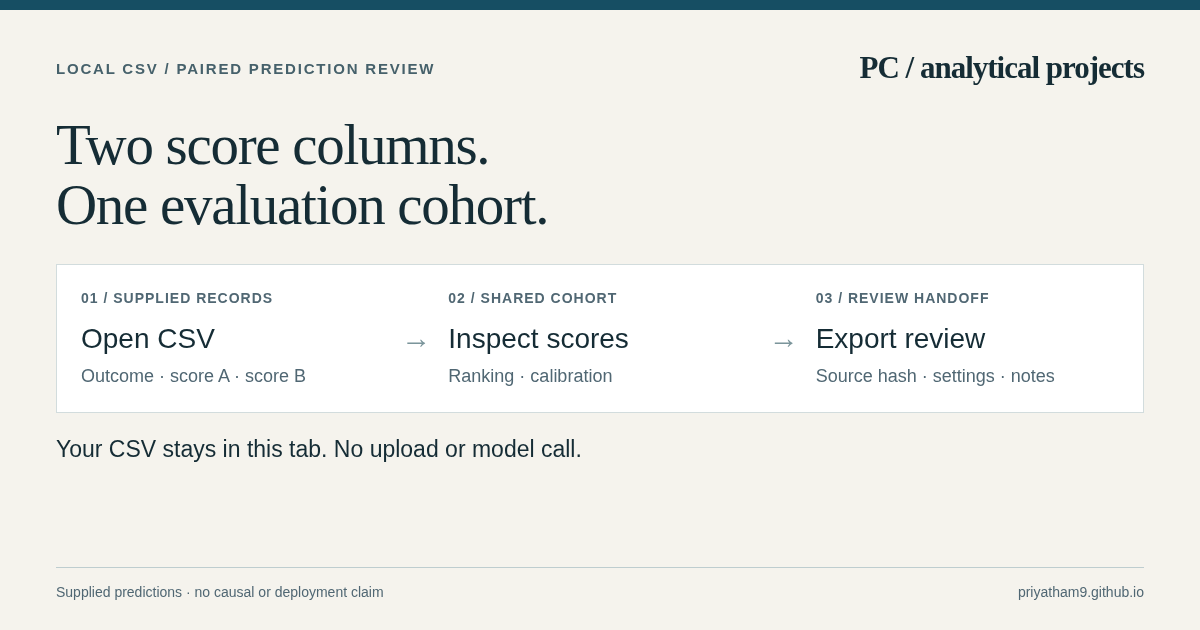 LOCAL CSV / PAIRED PREDICTION REVIEW
PC / analytical projects
Two score columns.
One evaluation cohort.
01 / SUPPLIED RECORDS
Open CSV
Outcome · score A · score B
→
02 / SHARED COHORT
Inspect scores
Ranking · calibration
→
03 / REVIEW HANDOFF
Export review
Source hash · settings · notes
Your CSV stays in this tab. No upload or model call.
Supplied predictions · no causal or deployment claim
priyatham9.github.io